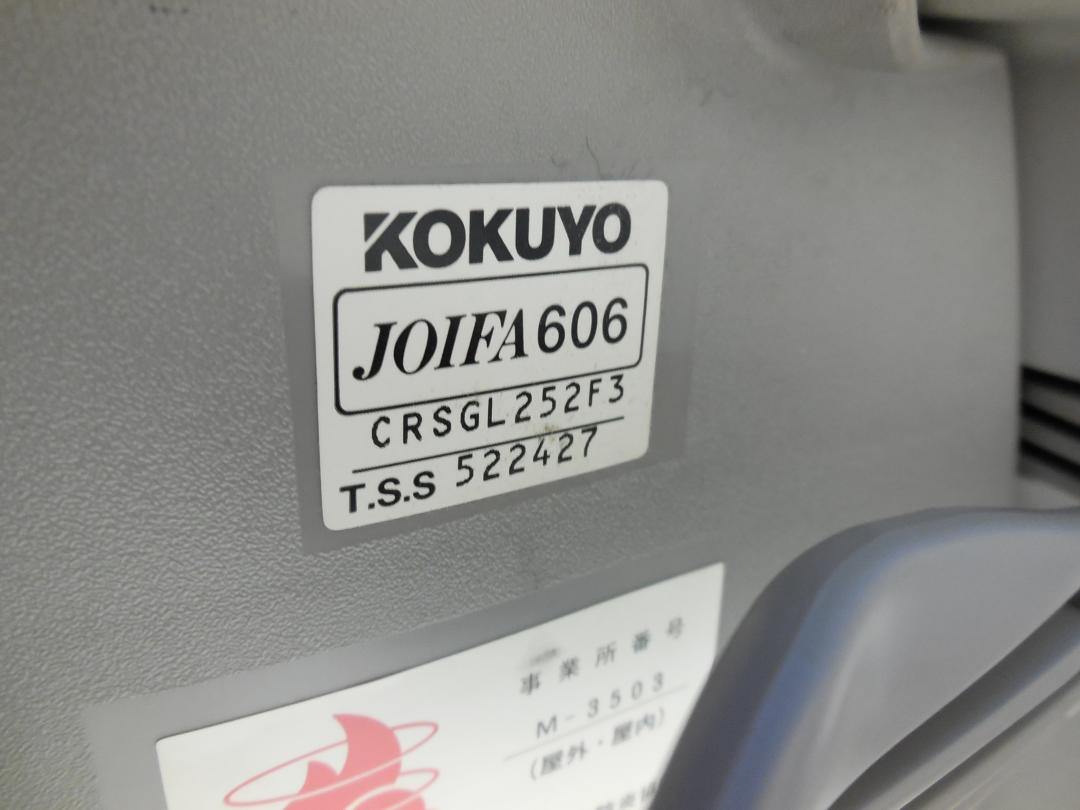 KOKUYO
JOIFA606
CRSGL252F3
T.S.S 522427
事業所番号
M-3503
(屋外・屋内)